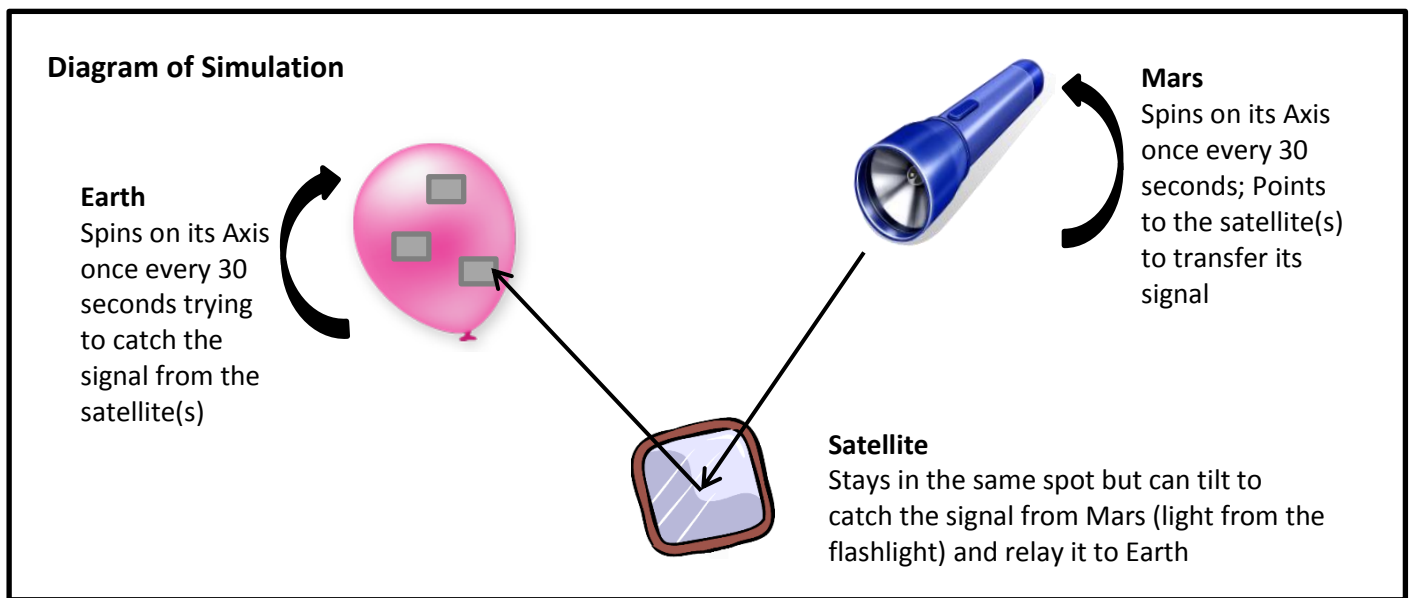 Diagram of Simulation
Earth
Spins on its Axis
once every 30
seconds trying
to catch the
signal from the
satellite(s)
Mars
Spins on its Axis
once every 30
seconds; Points
to the satellite(s)
to transfer its
signal
Satellite
Stays in the same spot but can tilt to
catch the signal from Mars (light from the
flashlight) and relay it to Earth